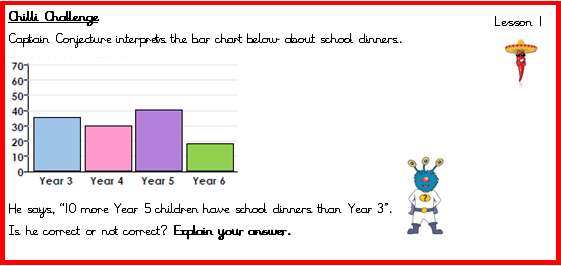 Chilli Challenge
Lesson 1
Captain Conjecture interprets the bar chart below about school dinners..
70
60
50
40
30
20
10
0
Year 3 Year 4 Year 5 Year 6
?
He says, "10 more Year 5 children have school dinners than Year 3".
Is he correct or not correct? Explain your answer.